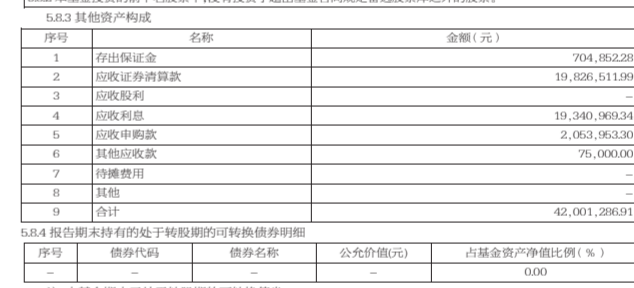 5.8.3 其他资产构成
序号 名称 金额(元)
1 存出保证金 704,852.28
2 应收证券清算款 19,826,511.99
3 应收股利 –
4 应收利息 19,340,969.34
5 应收申购款 2,053,953.30
6 其他应收款 75,000.00
7 待摊费用 –
8 其他 –
9 合计 42,001,286.91
5.8.4 报告期末持有的处于转股期的可转换债券明细
序号 债券代码 债券名称 公允价值(元) 占基金资产净值比例(%)
– – – – 0.00